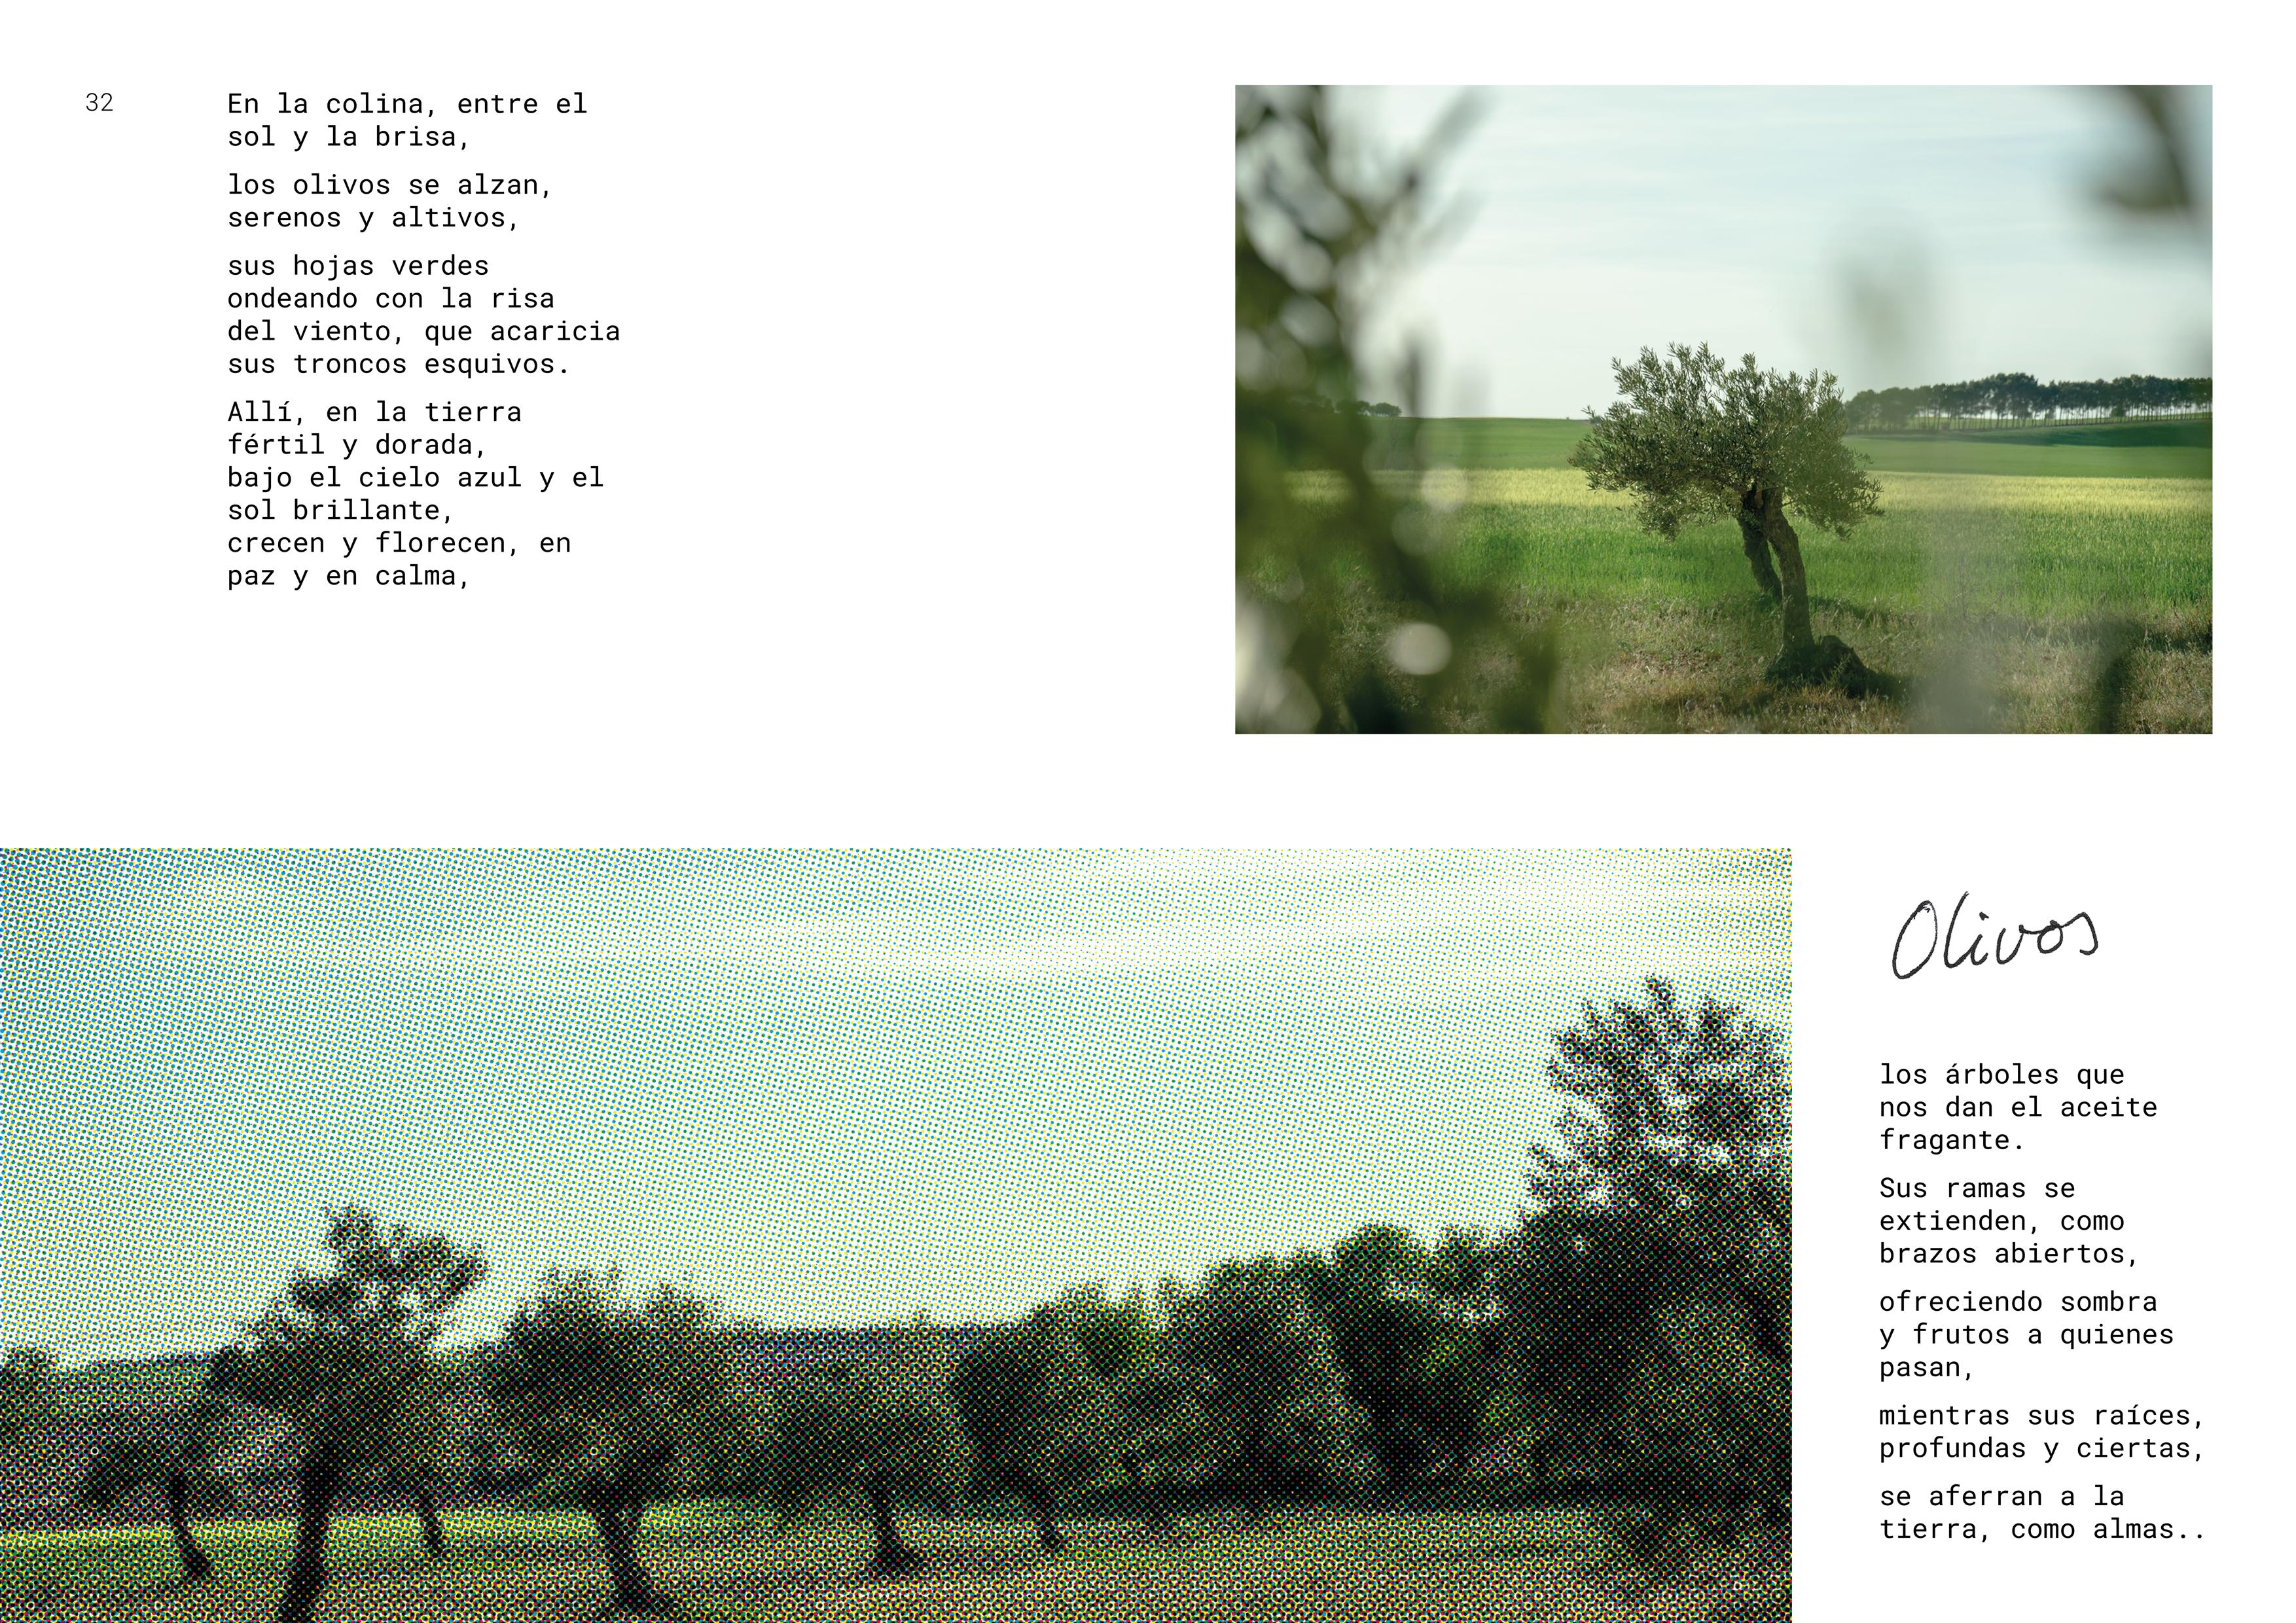 32
En la colina, entre el
sol y la brisa,
los olivos se alzan,
serenos y altivos,
sus hojas verdes
ondeando con la risa
del viento, que acaricia
sus troncos esquivos.
Allí, en la tierra
fértil y dorada,
bajo el cielo azul y el
sol brillante,
crecen y florecen, en
paz y en calma,
Olivos
los árboles que
nos dan el aceite
fragante.
Sus ramas se
extienden, como
brazos abiertos,
ofreciendo sombra
y frutos a quienes
pasan,
mientras sus raíces,
profundas y ciertas,
se aferran a la
tierra, como almas..